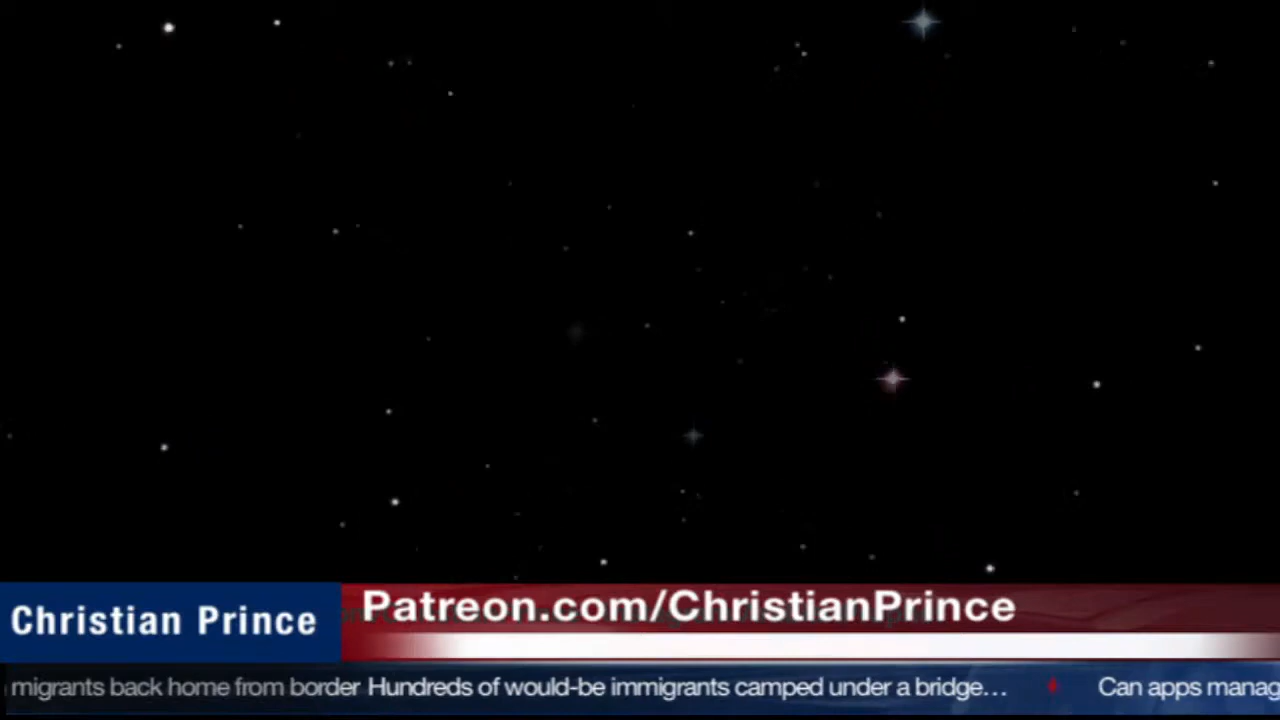 Christian Prince
Patreon.com/ChristianPrince
migrants back home from border Hundreds of would-be immigrants camped under a bridge… Can apps manag